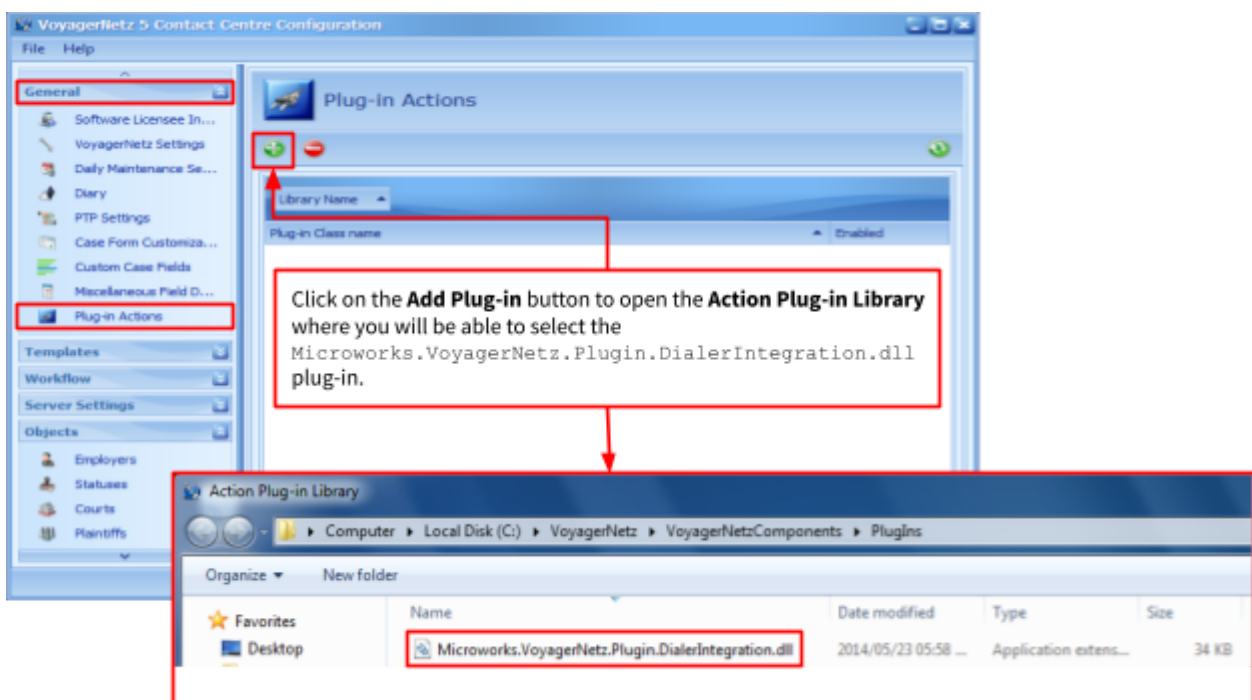 VoyagerNetz 5 Contact Centre Configuration
File Help
General
Software Licensee In...
VoyagerNetz Settings
Daily Maintenance Se...
Diary
PTP Settings
Case Form Customiza...
Custom Case Fields
Miscellaneous Field D...
Plug-in Actions
Templates
Workflow
Server Settings
Objects
Employers
Statuses
Courts
Plaintiffs
Plug-in Actions
Library Name
Plug-in Class name Enabled
Click on the Add Plug-in button to open the Action Plug-in Library
where you will be able to select the
Microworks.VoyagerNetz.Plugin.DialerIntegration.dll
plug-in.
Action Plug-in Library
Computer Local Disk (C:) VoyagerNetz VoyagerNetzComponents PlugIns
Organize New folder
Favorites
Desktop
Name Date modified Type Size
Microworks.VoyagerNetz.Plugin.DialerIntegration.dll 2014/05/23 05:58 ... Application extens... 34 KB